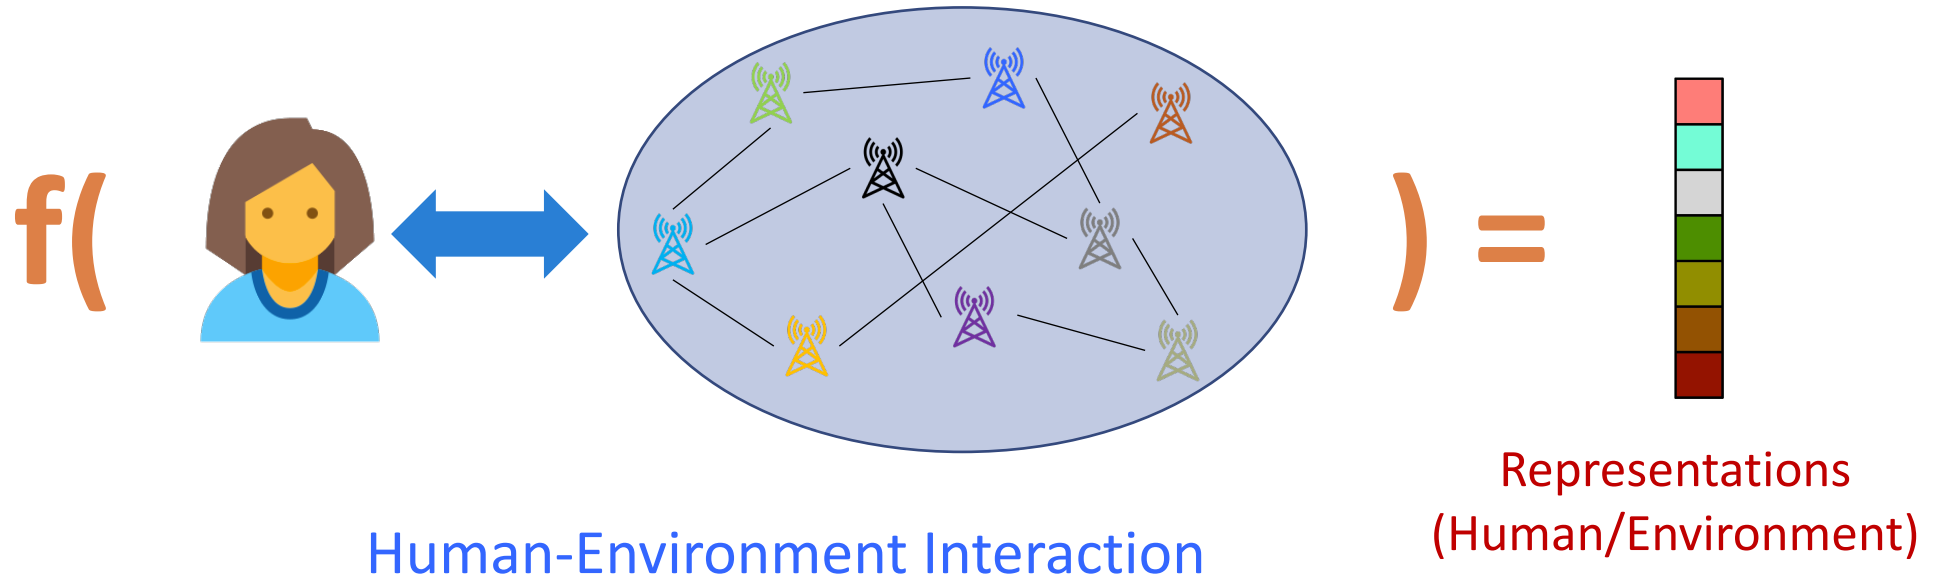 f( ) =
Human-Environment Interaction
Representations
(Human/Environment)